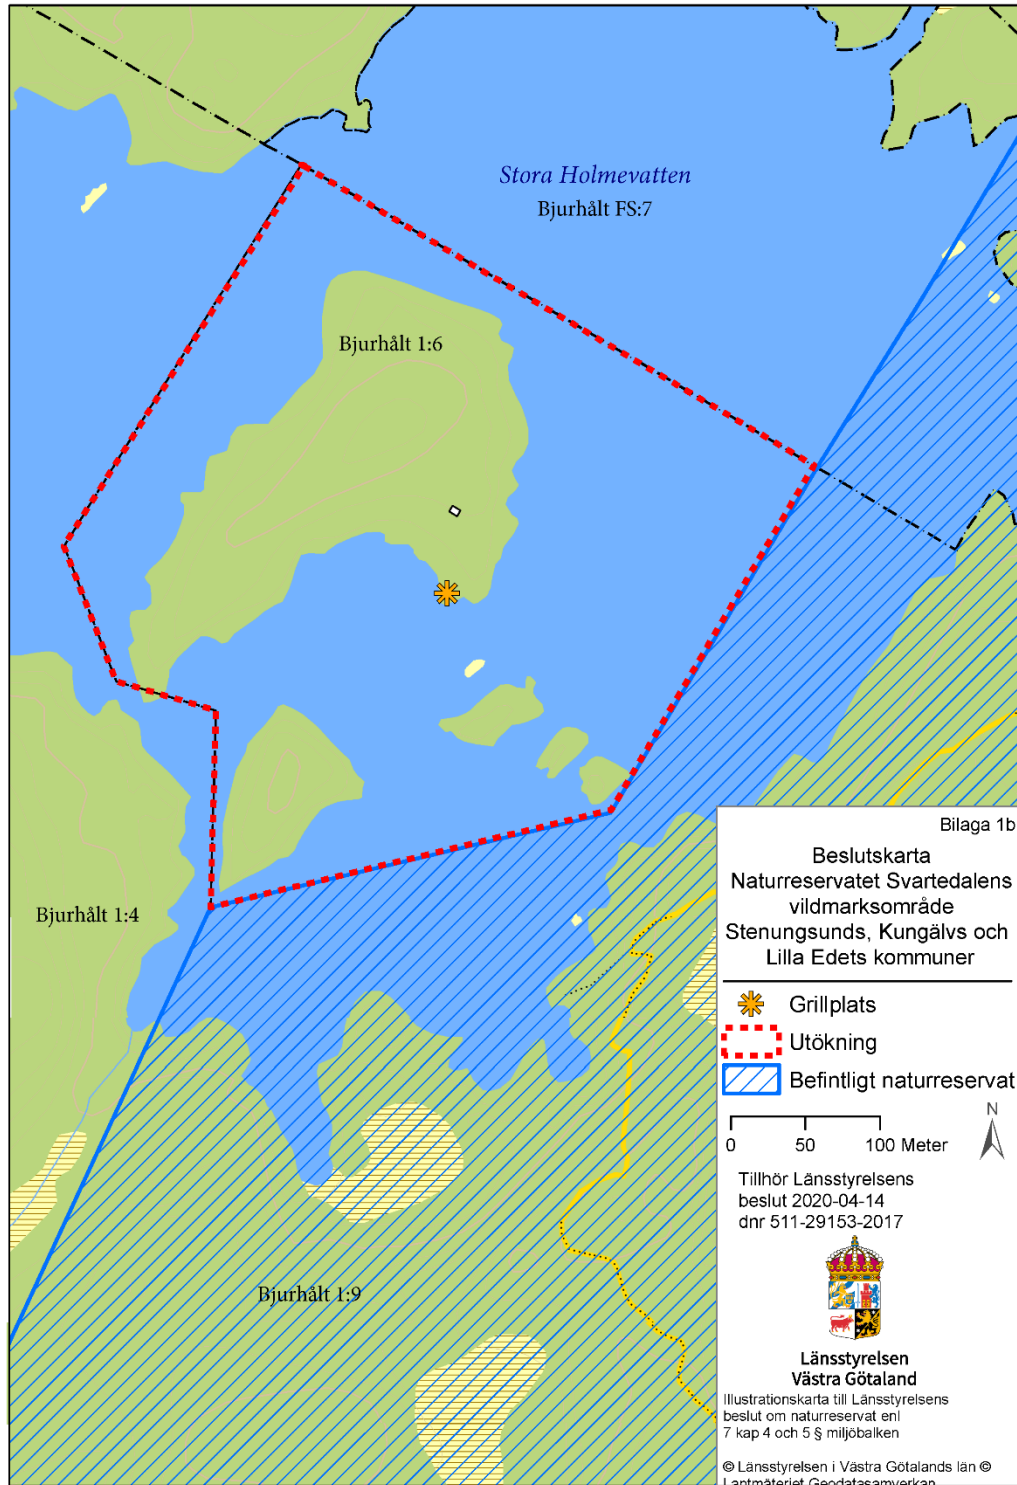 Stora Holmevatten
Bjurhålt FS:7
Bjurhålt 1:6
Bjurhålt 1:4
Bjurhålt 1:9
Bilaga 1b
Beslutskarta
Naturreservatet Svartedalens
vildmarksområde
Stenungsunds, Kungälvs och
Lilla Edets kommuner
Grillplats
Utökning
Befintligt naturreservat
N
0 50 100 Meter
Tillhör Länsstyrelsens
beslut 2020-04-14
dnr 511-29153-2017
Länsstyrelsen
Västra Götaland
Illustrationskarta till Länsstyrelsens
beslut om naturreservat enl
7 kap 4 och 5 § miljöbalken
© Länsstyrelsen i Västra Götalands län ©
Lantmäteriet Geodatasamverkan